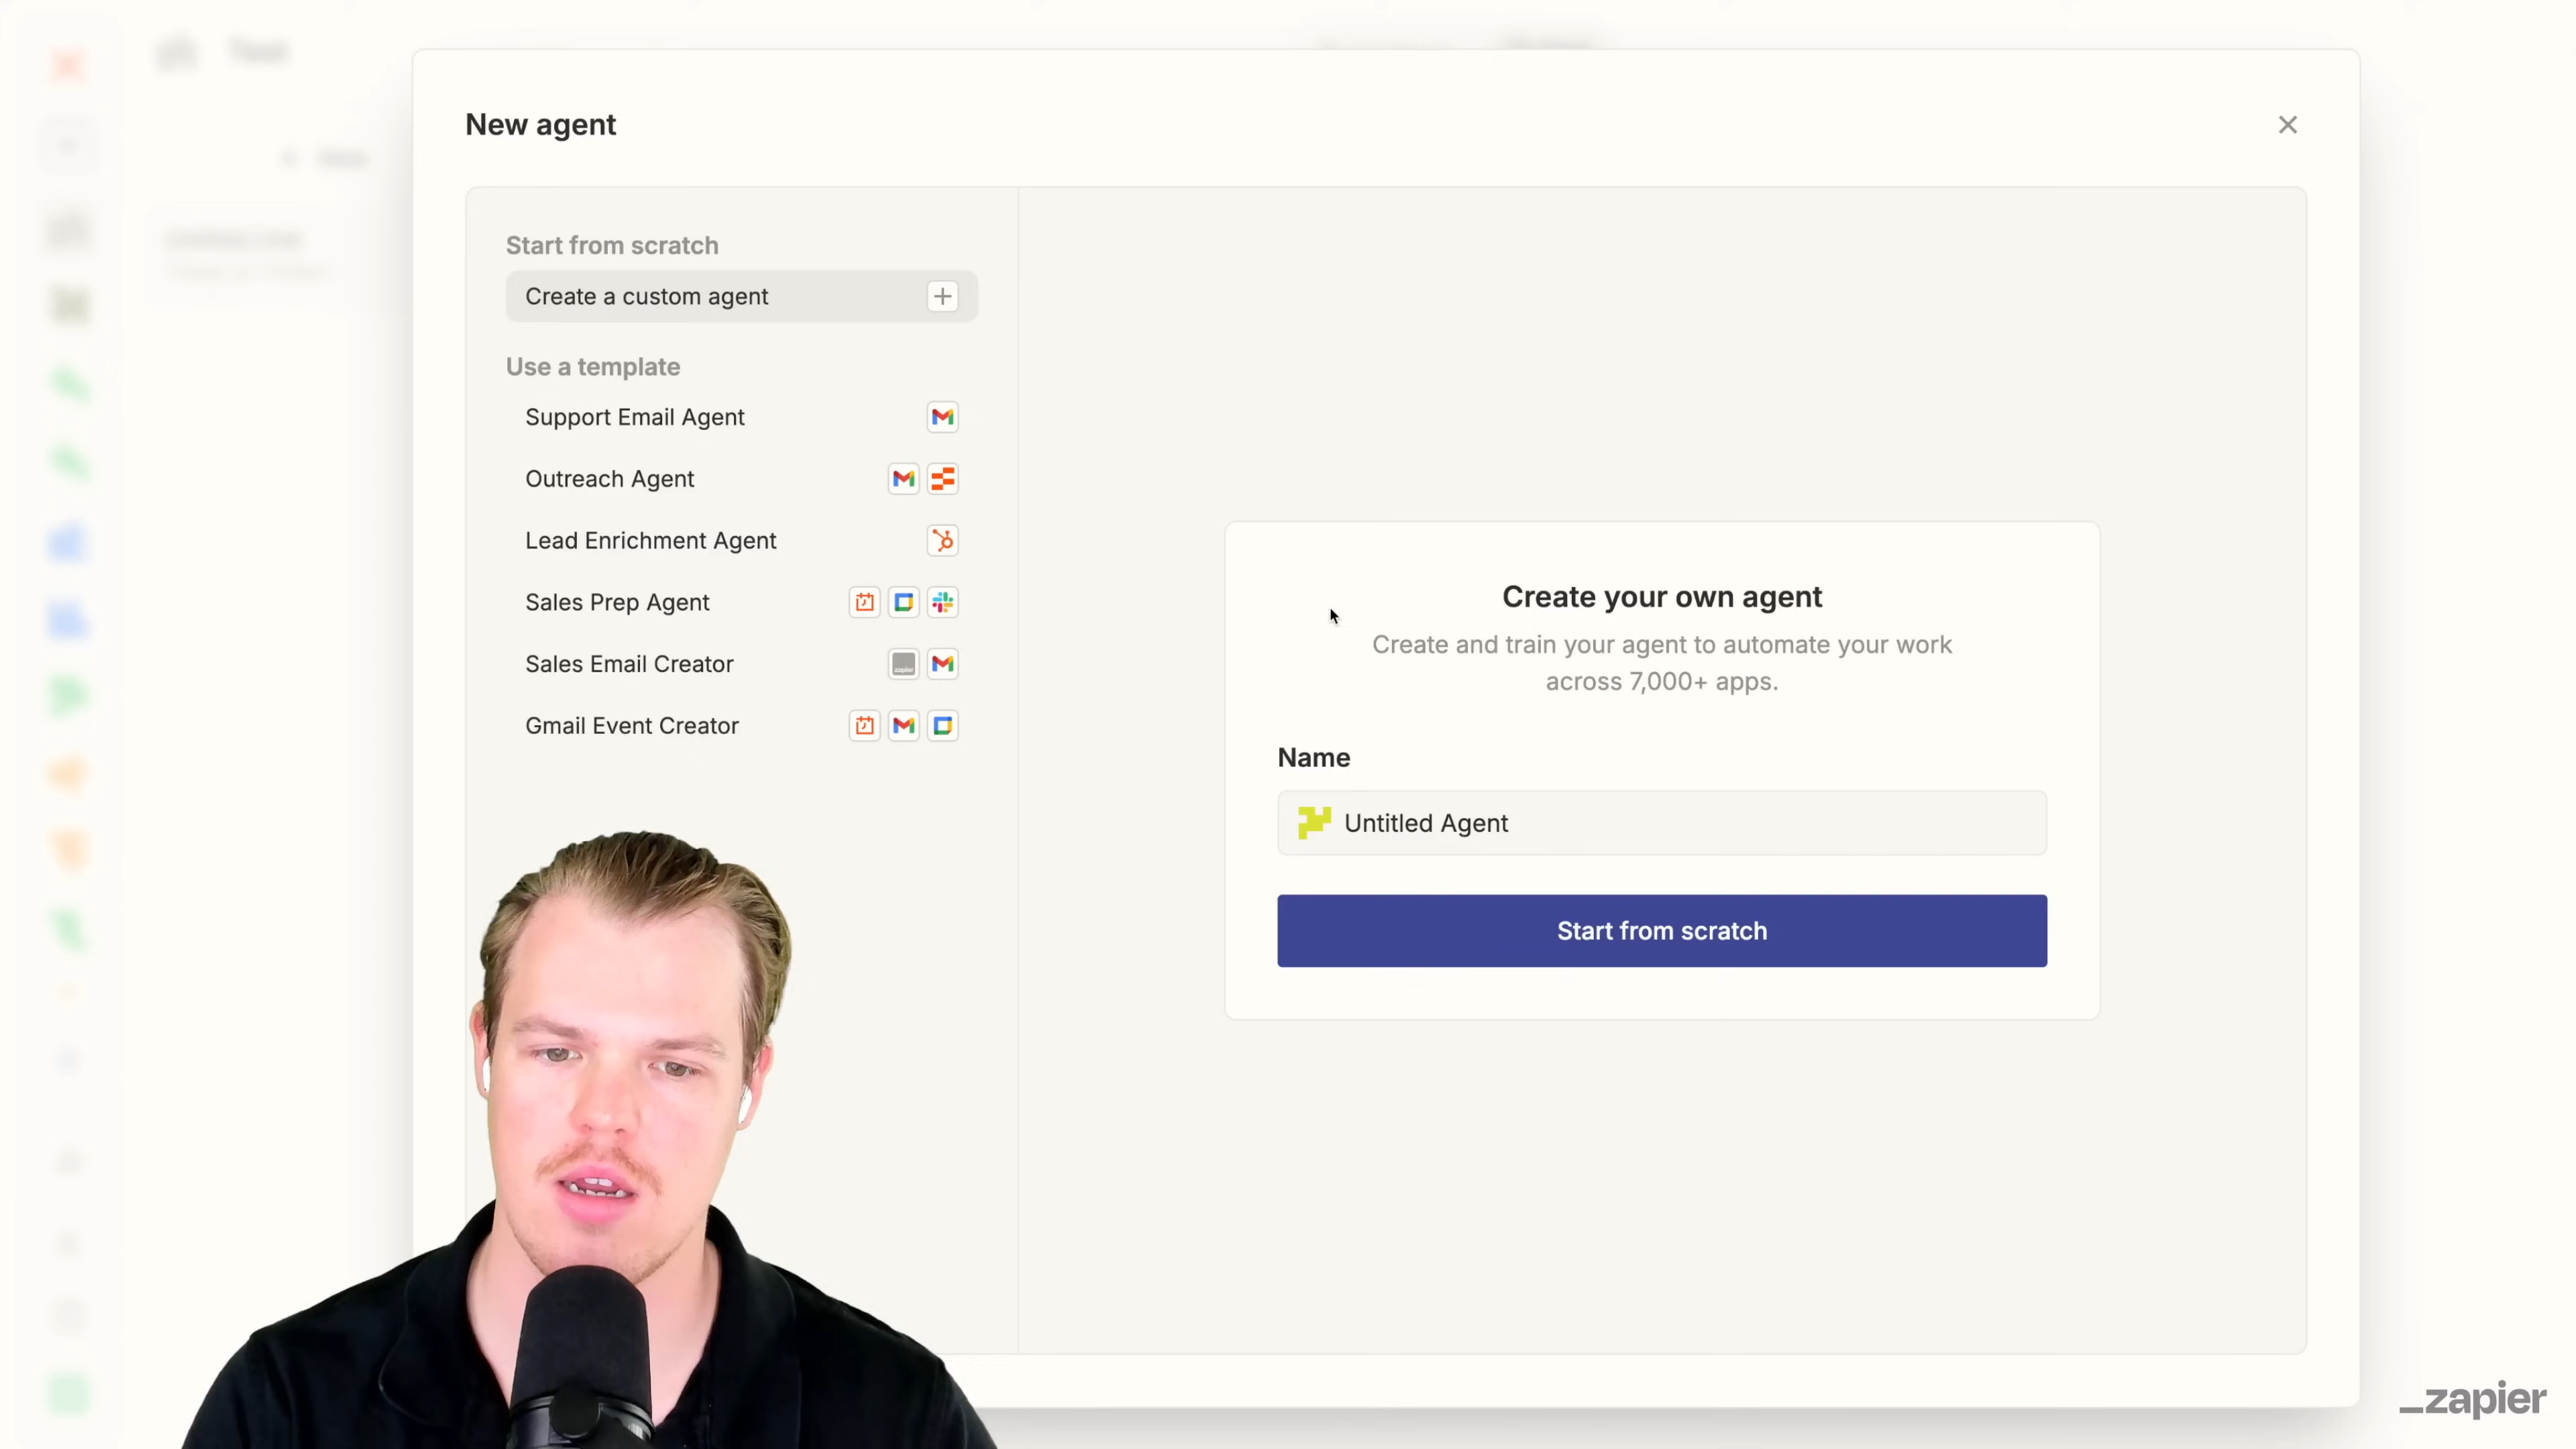 New agent
Start from scratch
Create a custom agent
Use a template
Support Email Agent
Outreach Agent
Lead Enrichment Agent
Sales Prep Agent
Sales Email Creator
zapier
Gmail Event Creator
Create your own agent
Create and train your agent to automate your work
across 7,000+ apps.
Name
Untitled Agent
Start from scratch
_zapier